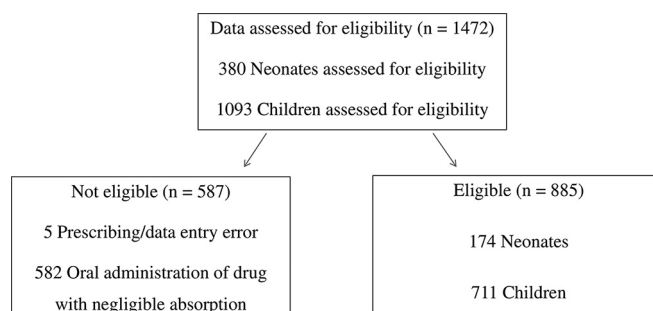 Data assessed for eligibility (n = 1472)
380 Neonates assessed for eligibility
1093 Children assessed for eligibility
Not eligible (n = 587)
5 Prescribing/data entry error
582 Oral administration of drug
with negligible absorption
Eligible (n = 885)
174 Neonates
711 Children